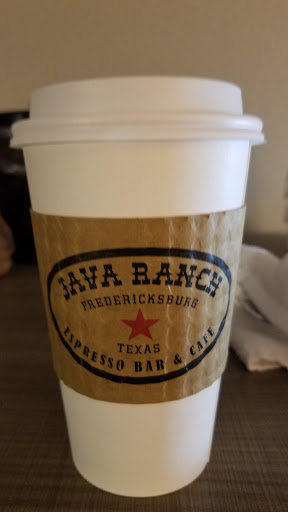 JAVA RANCH
FREDERICKSBURG
TEXAS
ESPRESSO BAR & CAFE